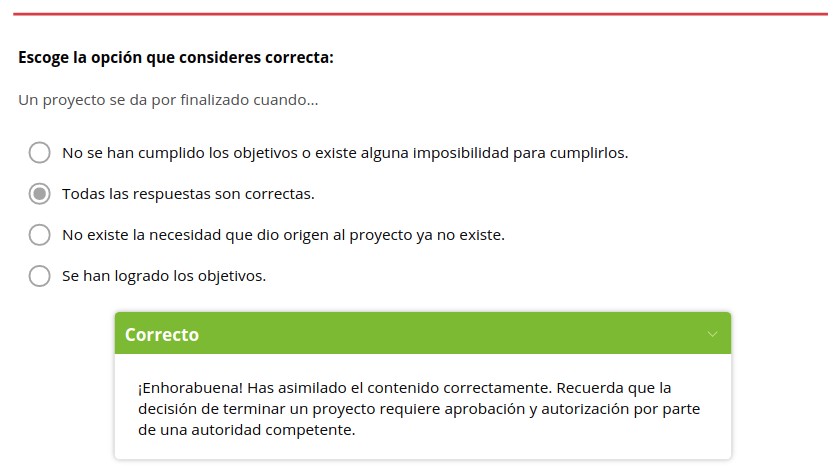 Escoge la opción que consideres correcta:
Un proyecto se da por finalizado cuando...
No se han cumplido los objetivos o existe alguna imposibilidad para cumplirlos.
Todas las respuestas son correctas.
No existe la necesidad que dio origen al proyecto ya no existe.
Se han logrado los objetivos.
Correcto
¡Enhorabuena! Has asimilado el contenido correctamente. Recuerda que la
decisión de terminar un proyecto requiere aprobación y autorización por parte
de una autoridad competente.